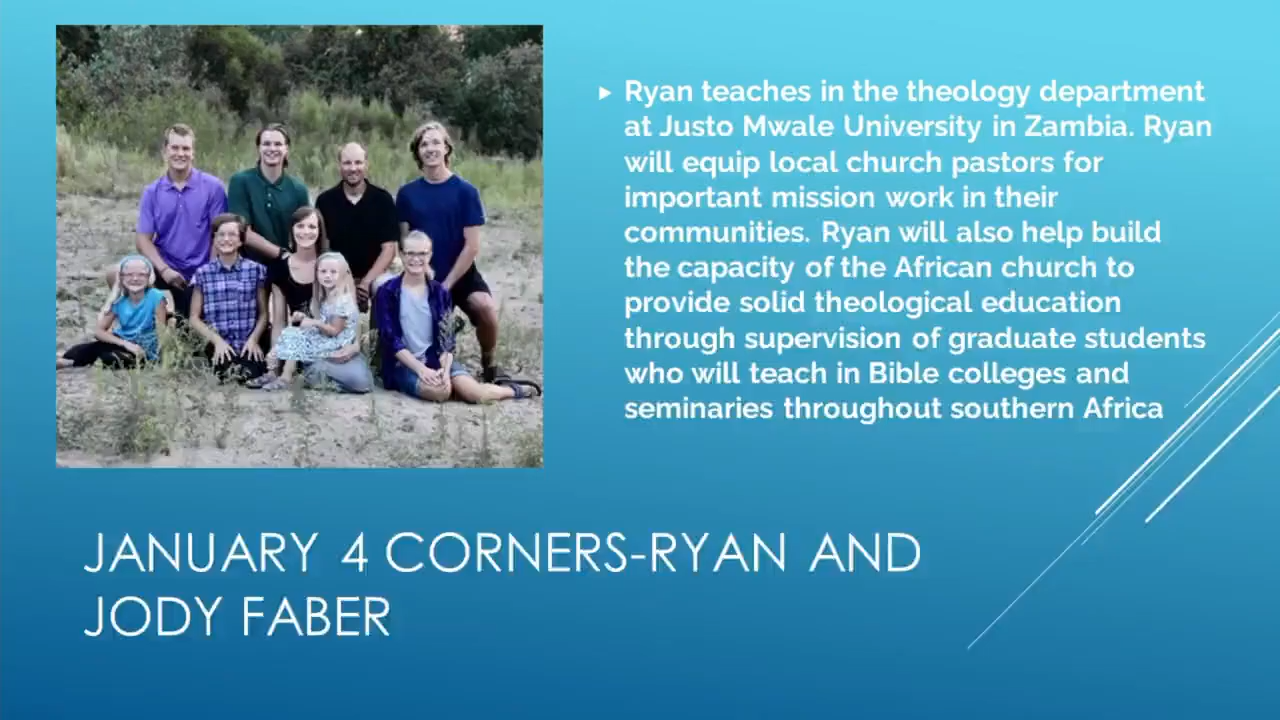 Ryan teaches in the theology department
at Justo Mwale University in Zambia. Ryan
will equip local church pastors for
important mission work in their
communities. Ryan will also help build
the capacity of the African church to
provide solid theological education
through supervision of graduate students
who will teach in Bible colleges and
seminaries throughout southern Africa
JANUARY 4 CORNERS-RYAN AND
JODY FABER